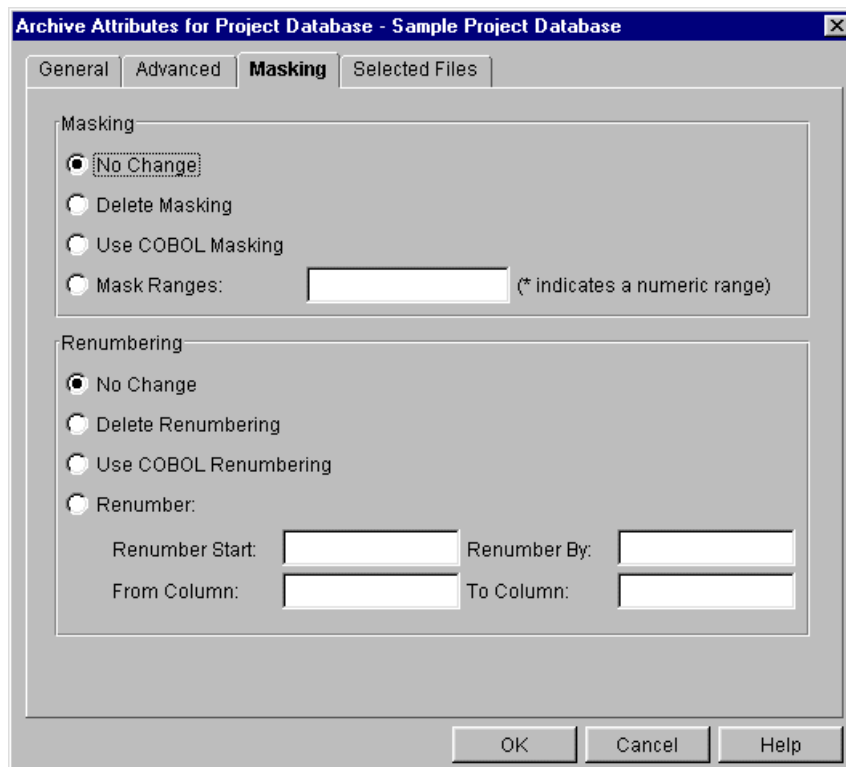 Archive Attributes for Project Database - Sample Project Database
General Advanced Masking Selected Files
Masking
No Change
Delete Masking
Use COBOL Masking
Mask Ranges: (* indicates a numeric range)
Renumbering
No Change
Delete Renumbering
Use COBOL Renumbering
Renumber:
Renumber Start: Renumber By:
From Column: To Column:
OK Cancel Help